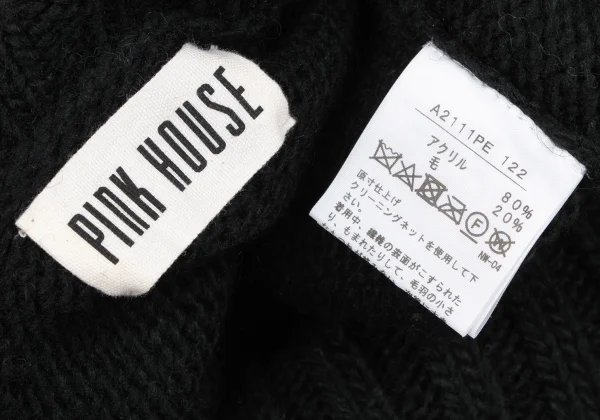 PINK HOUSE
A2111PE 122
アクリル 80%
毛 20%
F W
NW-04
原寸仕上げ
クリーニングネットを使用して下
さい。
着用中、繊維の表面がこすられた
り、もまれたりして、毛羽の小さ